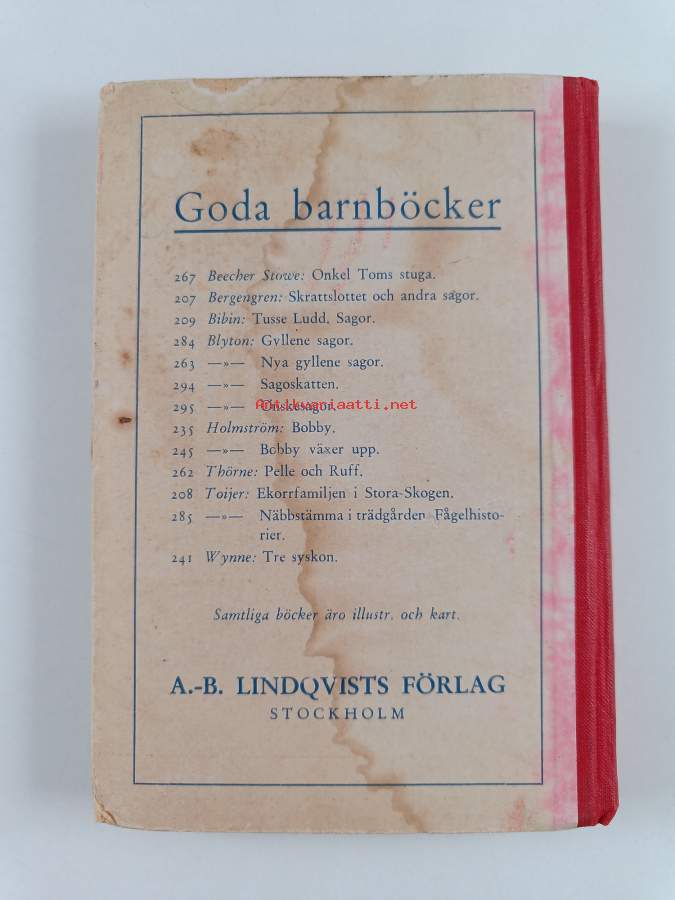 Goda barnböcker
267 Beecher Stowe: Onkel Toms stuga.
207 Bergengren: Skrattslottet och andra sagor.
209 Bibin: Tusse Ludd, Sagor.
284 Blyton: Gyllene sagor.
263 —»— Nya gyllene sagor.
294 —»— Sagoskatten.
295 —»— Önskesagor.
Antikvariaatti.net
235 Holmström: Bobby.
245 —»— Bobby växer upp.
262 Thörne: Pelle och Ruff.
208 Toijer: Ekorrfamiljen i Stora-Skogen.
285 —»— Näbbstämma i trädgården Fågelhisto-
rier.
241 Wynne: Tre syskon.
Samtliga böcker äro illustr. och kart.
A.-B. LINDQVISTS FÖRLAG
STOCKHOLM